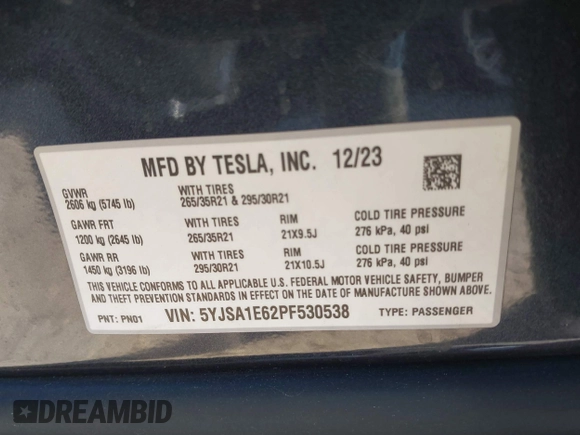 MFD BY TESLA, INC. 12/23
GVWR WITH TIRES
2606 kg (5745 lb) 265/35R21 & 295/30R21
GAWR FRT WITH TIRES RIM COLD TIRE PRESSURE
1200 kg (2645 lb) 265/35R21 21X9.5J 276 kPa, 40 psi
GAWR RR WITH TIRES RIM COLD TIRE PRESSURE
1450 kg (3196 lb) 295/30R21 21X10.5J 276 kPa, 40 psi
THIS VEHICLE CONFORMS TO ALL APPLICABLE U.S. FEDERAL MOTOR VEHICLE SAFETY, BUMPER
AND THEFT PREVENTION STANDARDS IN EFFECT ON THE DATE OF MANUFACTURE SHOWN ABOVE.
PNT: PN01 VIN: 5YJSA1E62PF530538 TYPE: PASSENGER
DREAMBID